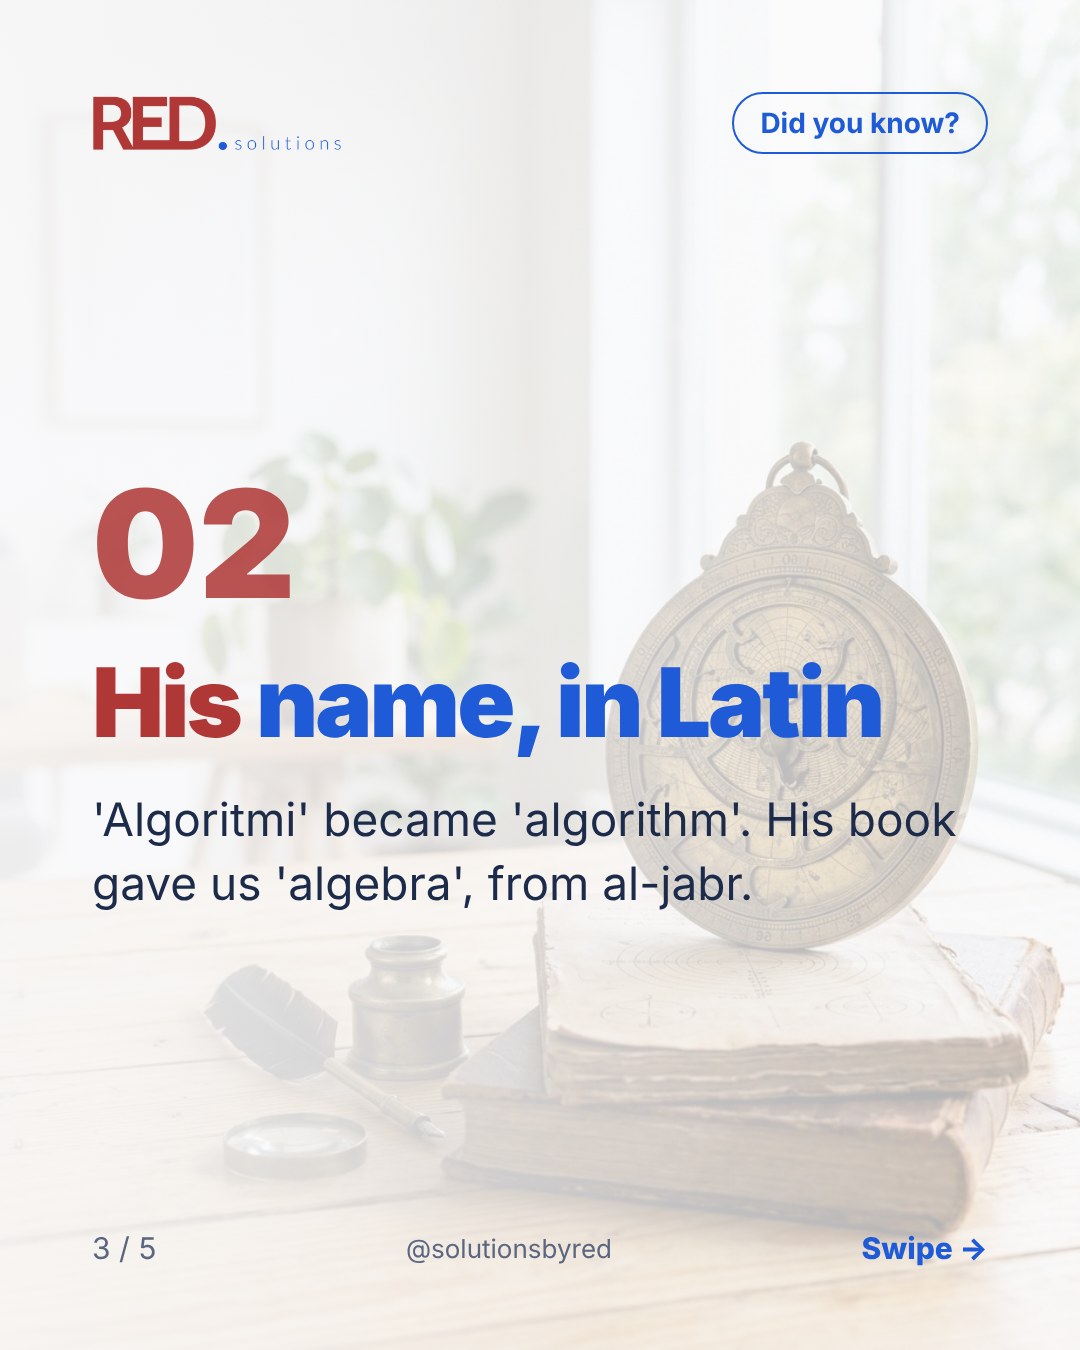 RED.solutions
Did you know?
02
His name, in Latin
'Algoritmi' became 'algorithm'. His book
gave us 'algebra', from al-jabr.
3 / 5
@solutionsbyred
Swipe →